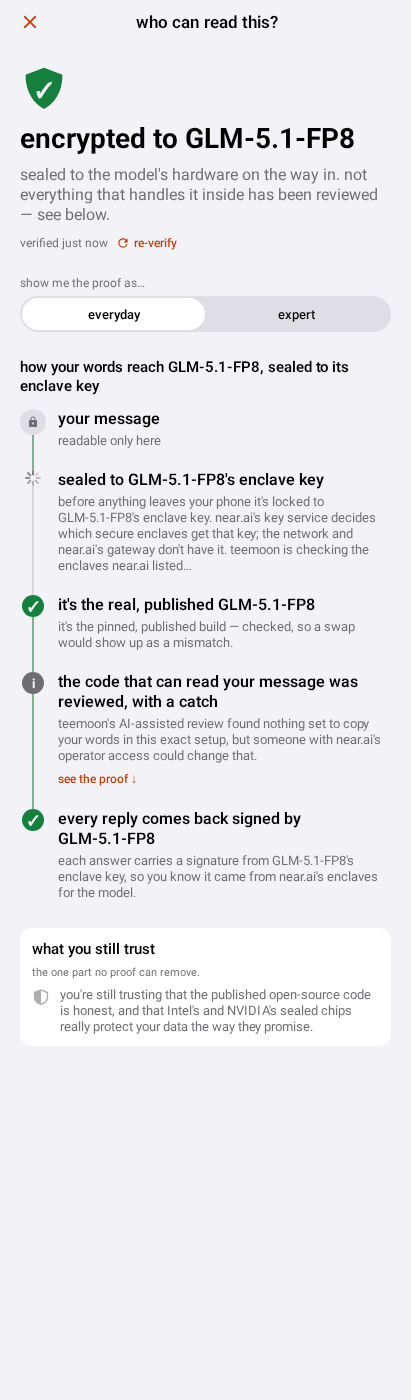 who can read this?
encrypted to GLM-5.1-FP8
sealed to the model's hardware on the way in. not
everything that handles it inside has been reviewed
— see below.
verified just now re-verify
show me the proof as…
everyday expert
how your words reach GLM-5.1-FP8, sealed to its
enclave key
your message
readable only here
sealed to GLM-5.1-FP8's enclave key
before anything leaves your phone it's locked to
GLM-5.1-FP8's enclave key. near.ai's key service decides
which secure enclaves get that key; the network and
near.ai's gateway don't have it. teemoon is checking the
enclaves near.ai listed…
it's the real, published GLM-5.1-FP8
it's the pinned, published build — checked, so a swap
would show up as a mismatch.
the code that can read your message was
reviewed, with a catch
teemoon's AI-assisted review found nothing set to copy
your words in this exact setup, but someone with near.ai's
operator access could change that.
see the proof ↓
every reply comes back signed by
GLM-5.1-FP8
each answer carries a signature from GLM-5.1-FP8's
enclave key, so you know it came from near.ai's enclaves
for the model.
what you still trust
the one part no proof can remove.
you're still trusting that the published open-source code
is honest, and that Intel's and NVIDIA's sealed chips
really protect your data the way they promise.